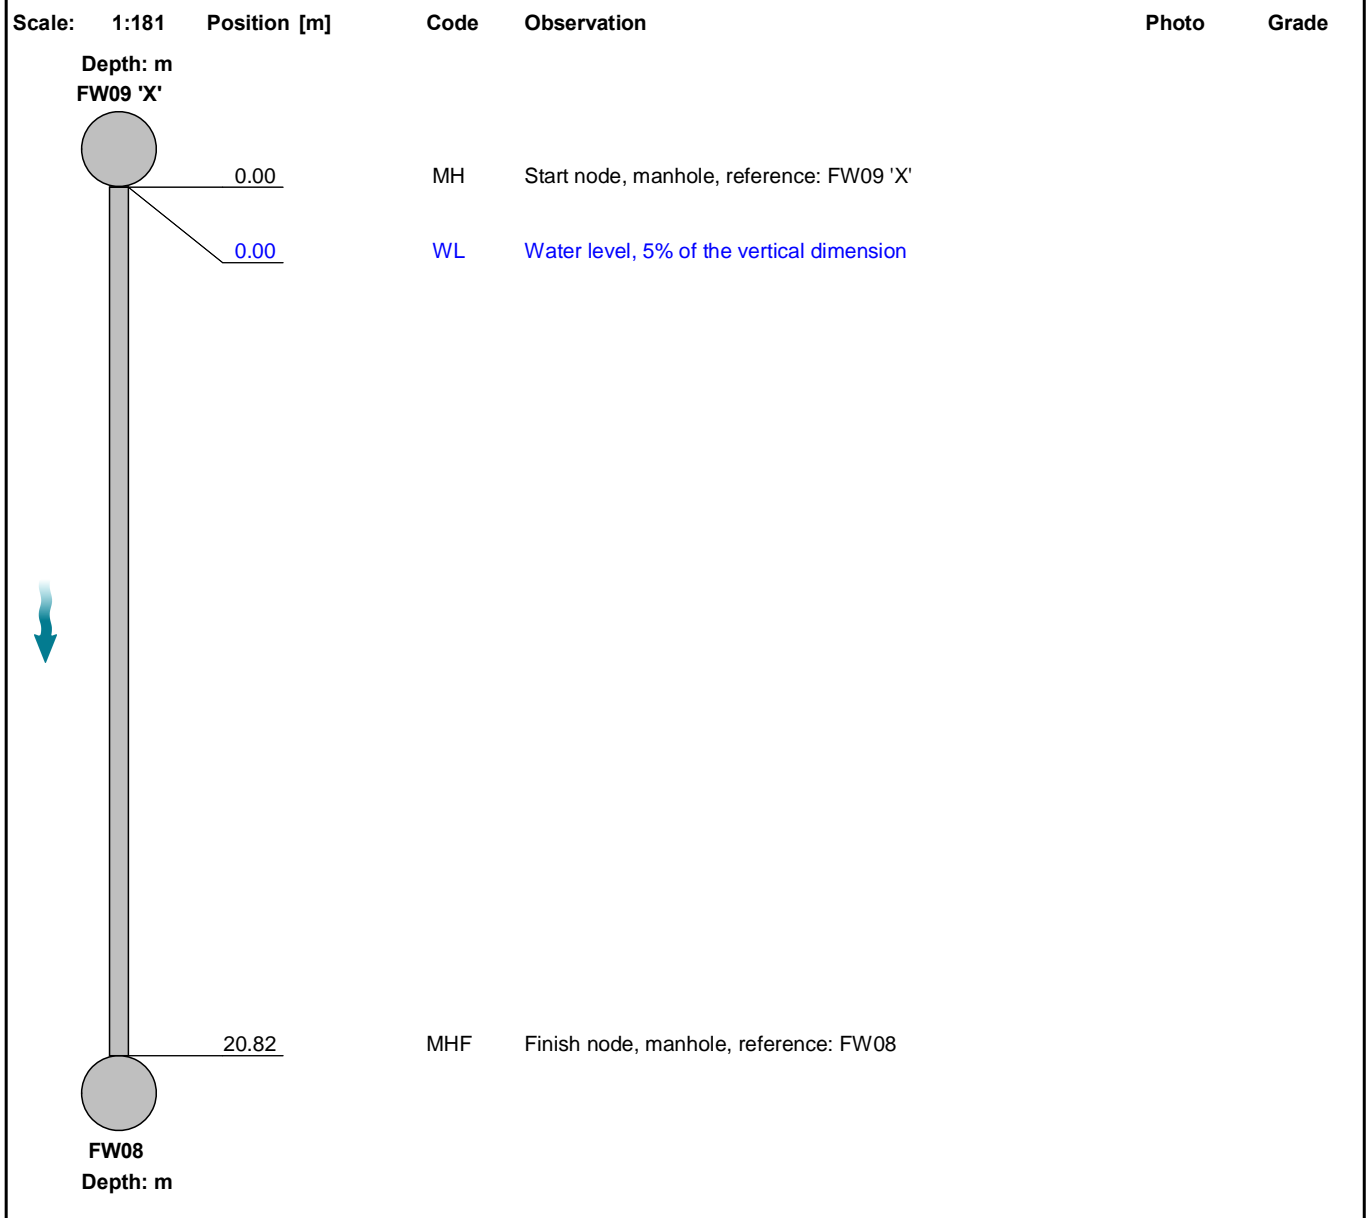 Scale: 1:181 Position [m] Code Observation Photo Grade
Depth: m
FW09 'X'
0.00 MH Start node, manhole, reference: FW09 'X'
0.00 WL Water level, 5% of the vertical dimension
20.82 MHF Finish node, manhole, reference: FW08
FW08
Depth: m